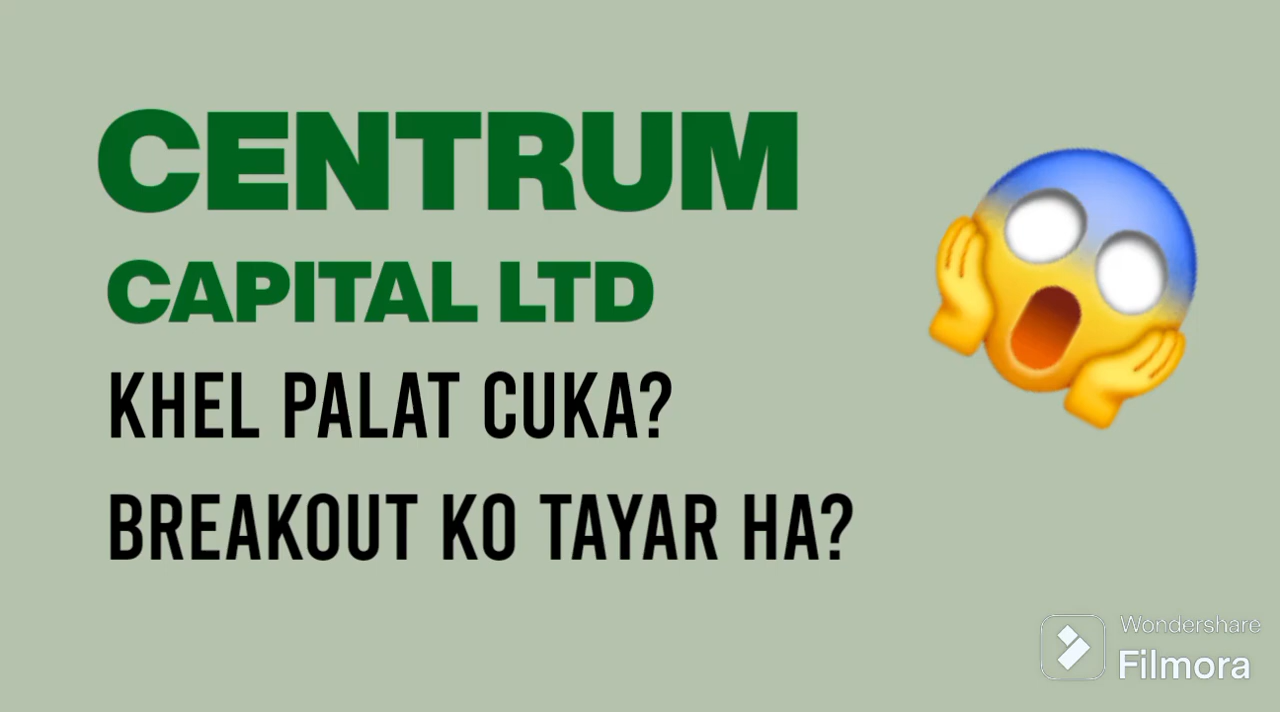 CENTRUM
CAPITAL LTD
KHEL PALAT CUKA?
BREAKOUT KO TAYAR HA?
Wondershare
Filmora